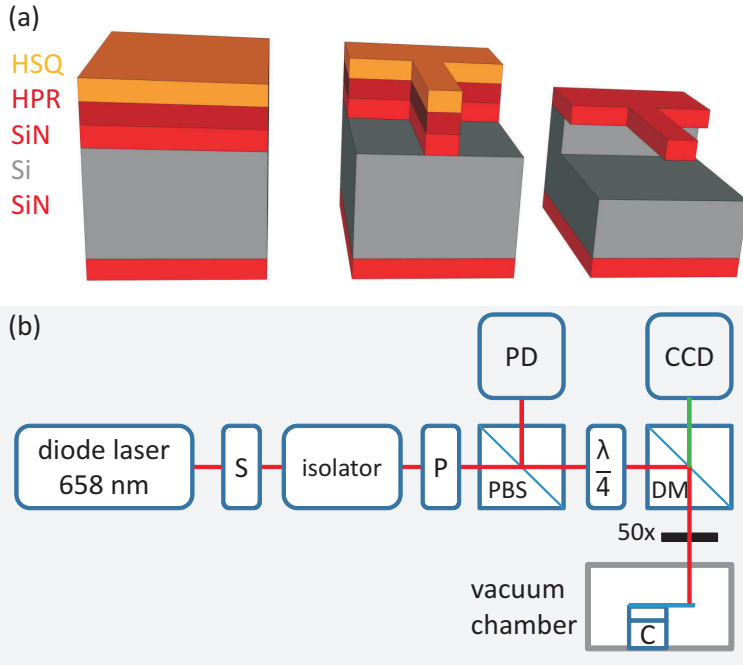 (a)
HSQ
HPR
SiN
Si
SiN
(b)
PD
CCD
diode laser
658 nm
S
isolator
P
PBS
λ
4
DM
50x
vacuum
chamber
C